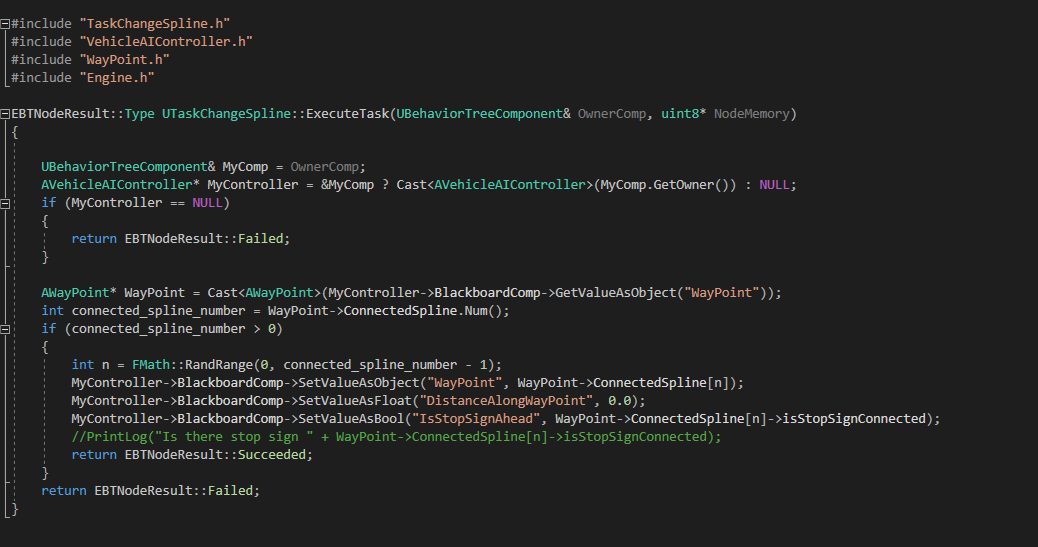 #include "TaskChangeSpline.h"
#include "VehicleAIController.h"
#include "WayPoint.h"
#include "Engine.h"
EBTNodeResult::Type UTaskChangeSpline::ExecuteTask(UBehaviorTreeComponent& OwnerComp, uint8* NodeMemory)
{
UBehaviorTreeComponent& MyComp = OwnerComp;
AVehicleAIController* MyController = &MyComp ? Cast<AVehicleAIController>(MyComp.GetOwner()) : NULL;
if (MyController == NULL)
{
return EBTNodeResult::Failed;
}
AWayPoint* WayPoint = Cast<AWayPoint>(MyController->BlackboardComp->GetValueAsObject("WayPoint"));
int connected_spline_number = WayPoint->ConnectedSpline.Num();
if (connected_spline_number > 0)
{
int n = FMath::RandRange(0, connected_spline_number - 1);
MyController->BlackboardComp->SetValueAsObject("WayPoint", WayPoint->ConnectedSpline[n]);
MyController->BlackboardComp->SetValueAsFloat("DistanceAlongWayPoint", 0.0);
MyController->BlackboardComp->SetValueAsBool("IsStopSignAhead", WayPoint->ConnectedSpline[n]->isStopSignConnected);
//PrintLog("Is there stop sign " + WayPoint->ConnectedSpline[n]->isStopSignConnected);
return EBTNodeResult::Succeeded;
}
return EBTNodeResult::Failed;
}